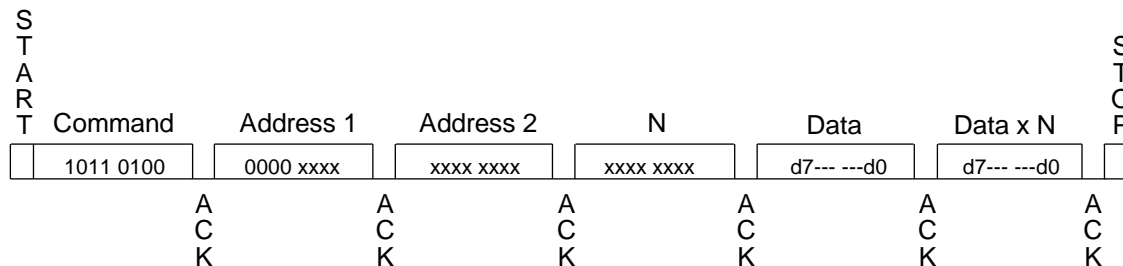 START
STOP
Command Address 1 Address 2 N Data Data x N
1011 0100 0000 xxxx xxxx xxxx xxxx xxxx d7--- ---d0 d7--- ---d0
ACK ACK ACK ACK ACK ACK